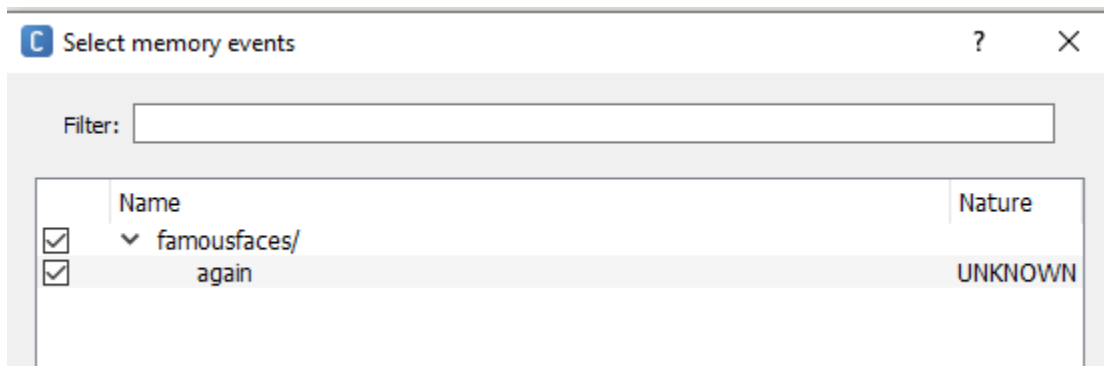 C Select memory events ? ×
Filter:
Name Nature
famousfaces/
again UNKNOWN